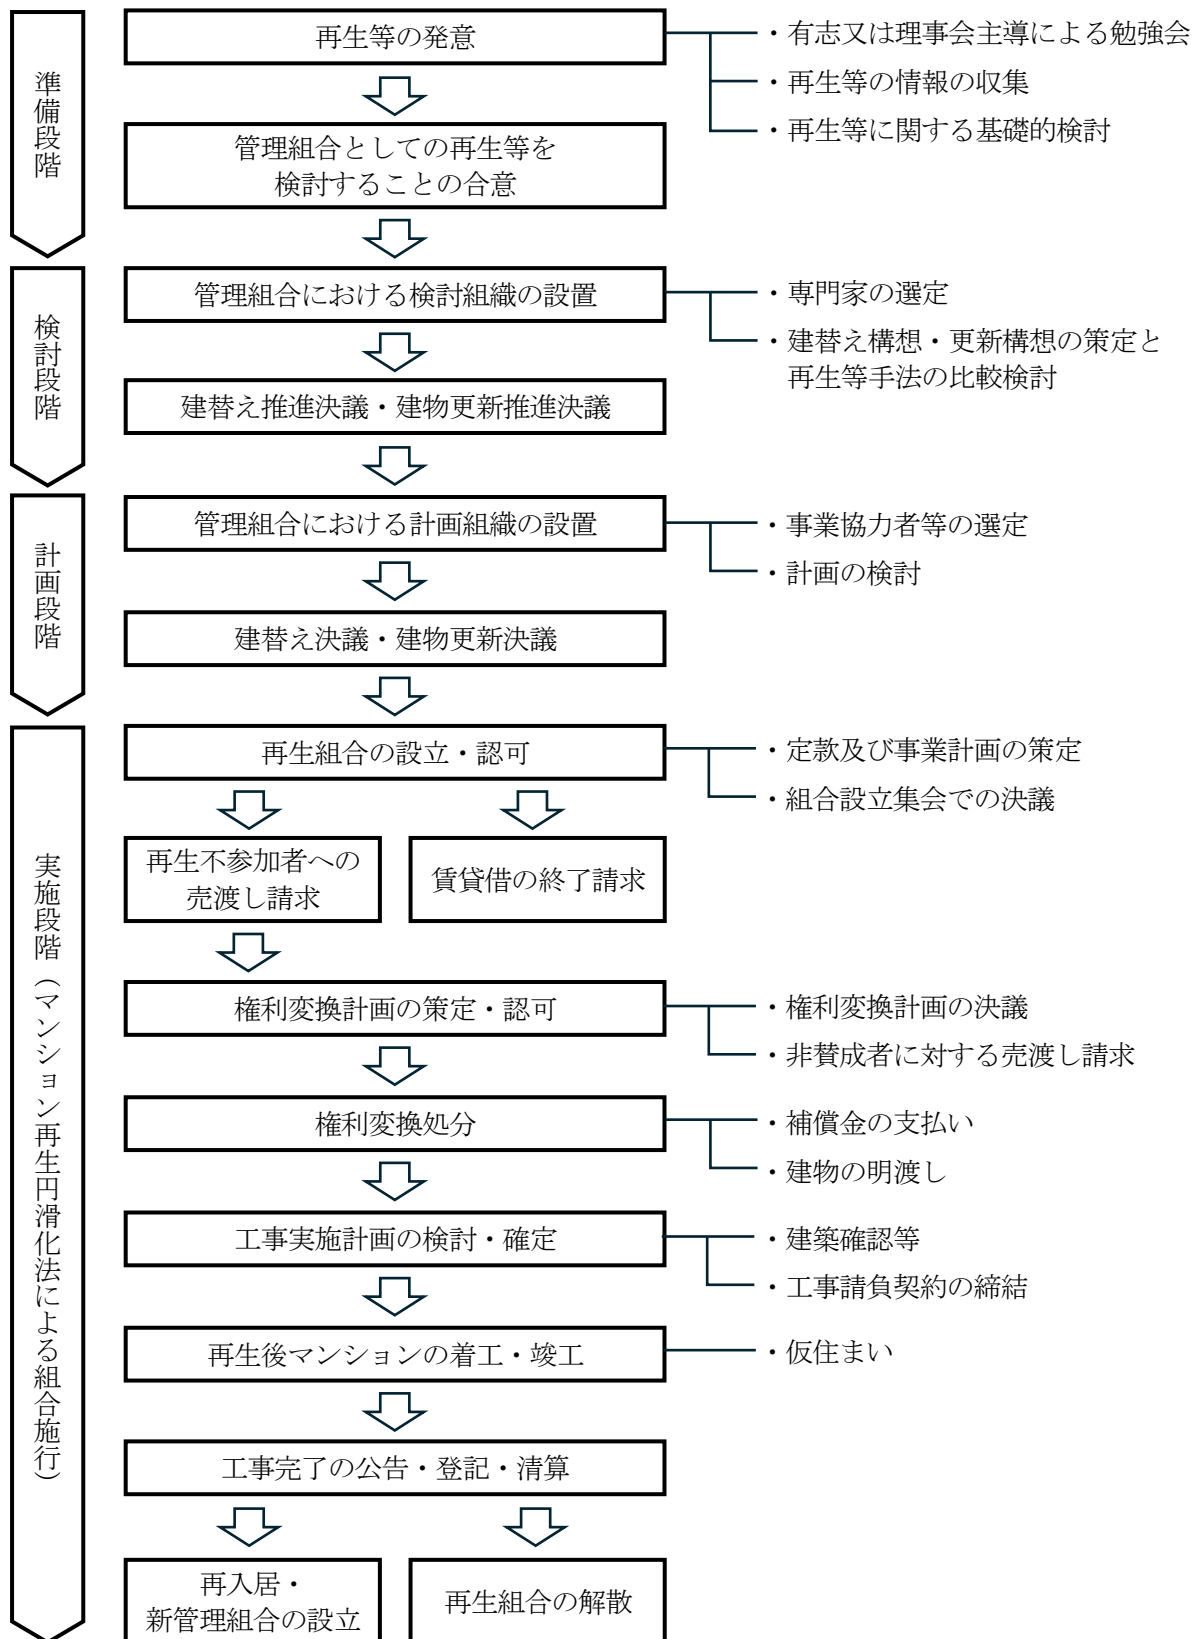 準備段階
再生等の発意
・有志又は理事会主導による勉強会
・再生等の情報の収集
・再生等に関する基礎的検討
管理組合としての再生等を
検討することの合意
検討段階
管理組合における検討組織の設置
・専門家の選定
・建替え構想・更新構想の策定と
再生等手法の比較検討
建替え推進決議・建物更新推進決議
計画段階
管理組合における計画組織の設置
・事業協力者等の選定
・計画の検討
建替え決議・建物更新決議
実施段階（マンション再生円滑化法による組合施行）
再生組合の設立・認可
・定款及び事業計画の策定
・組合設立集会での決議
再生不参加者への
売渡し請求
賃貸借の終了請求
権利変換計画の策定・認可
・権利変換計画の決議
・非賛成者に対する売渡し請求
権利変換処分
・補償金の支払い
・建物の明渡し
工事実施計画の検討・確定
・建築確認等
・工事請負契約の締結
再生後マンションの着工・竣工
・仮住まい
工事完了の公告・登記・清算
再入居・
新管理組合の設立
再生組合の解散